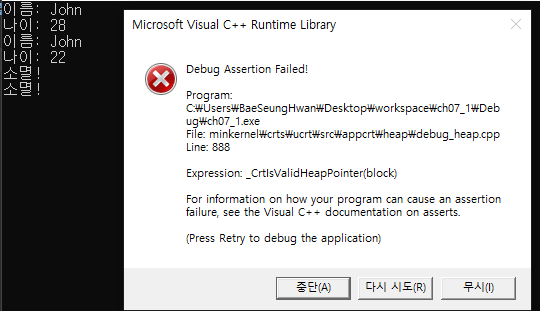 이름: John
나이: 28
이름: John
나이: 22
소멸!
소멸!
Microsoft Visual C++ Runtime Library
Debug Assertion Failed!
Program:
C:₩Users₩BaeSeungHwan₩Desktop₩workspace₩ch07_1₩Deb
ug₩ch07_1.exe
File: minkernel₩crts₩ucrt₩src₩appcrt₩heap₩debug_heap.cpp
Line: 888
Expression: _CrtIsValidHeapPointer(block)
For information on how your program can cause an assertion
failure, see the Visual C++ documentation on asserts.
(Press Retry to debug the application)
중단(A)
다시 시도(R)
무시(I)